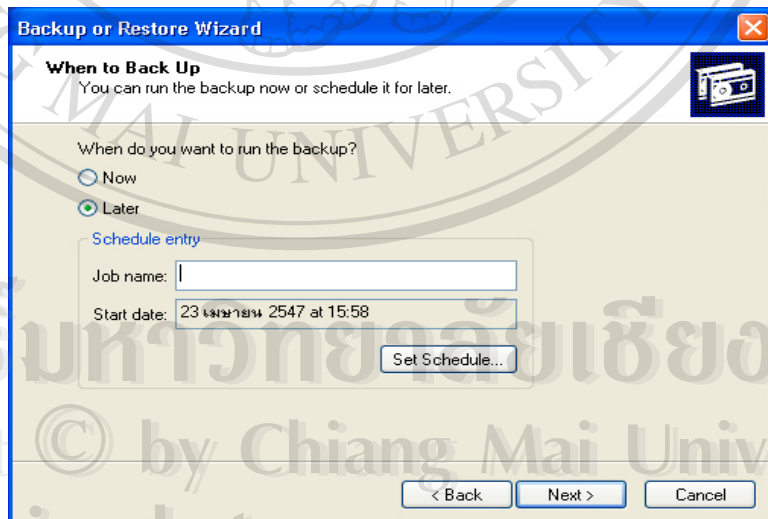 Backup or Restore Wizard
When to Back Up
You can run the backup now or schedule it for later.
MAI UNIVERSITY
When do you want to run the backup?
Now
Later
Schedule entry
Job name:
Start date: 23 เมษายน 2547 at 15:58
Set Schedule...
มหาวิทยาลัยเชียง
© by Chiang Mai Univ
< Back Next > Cancel